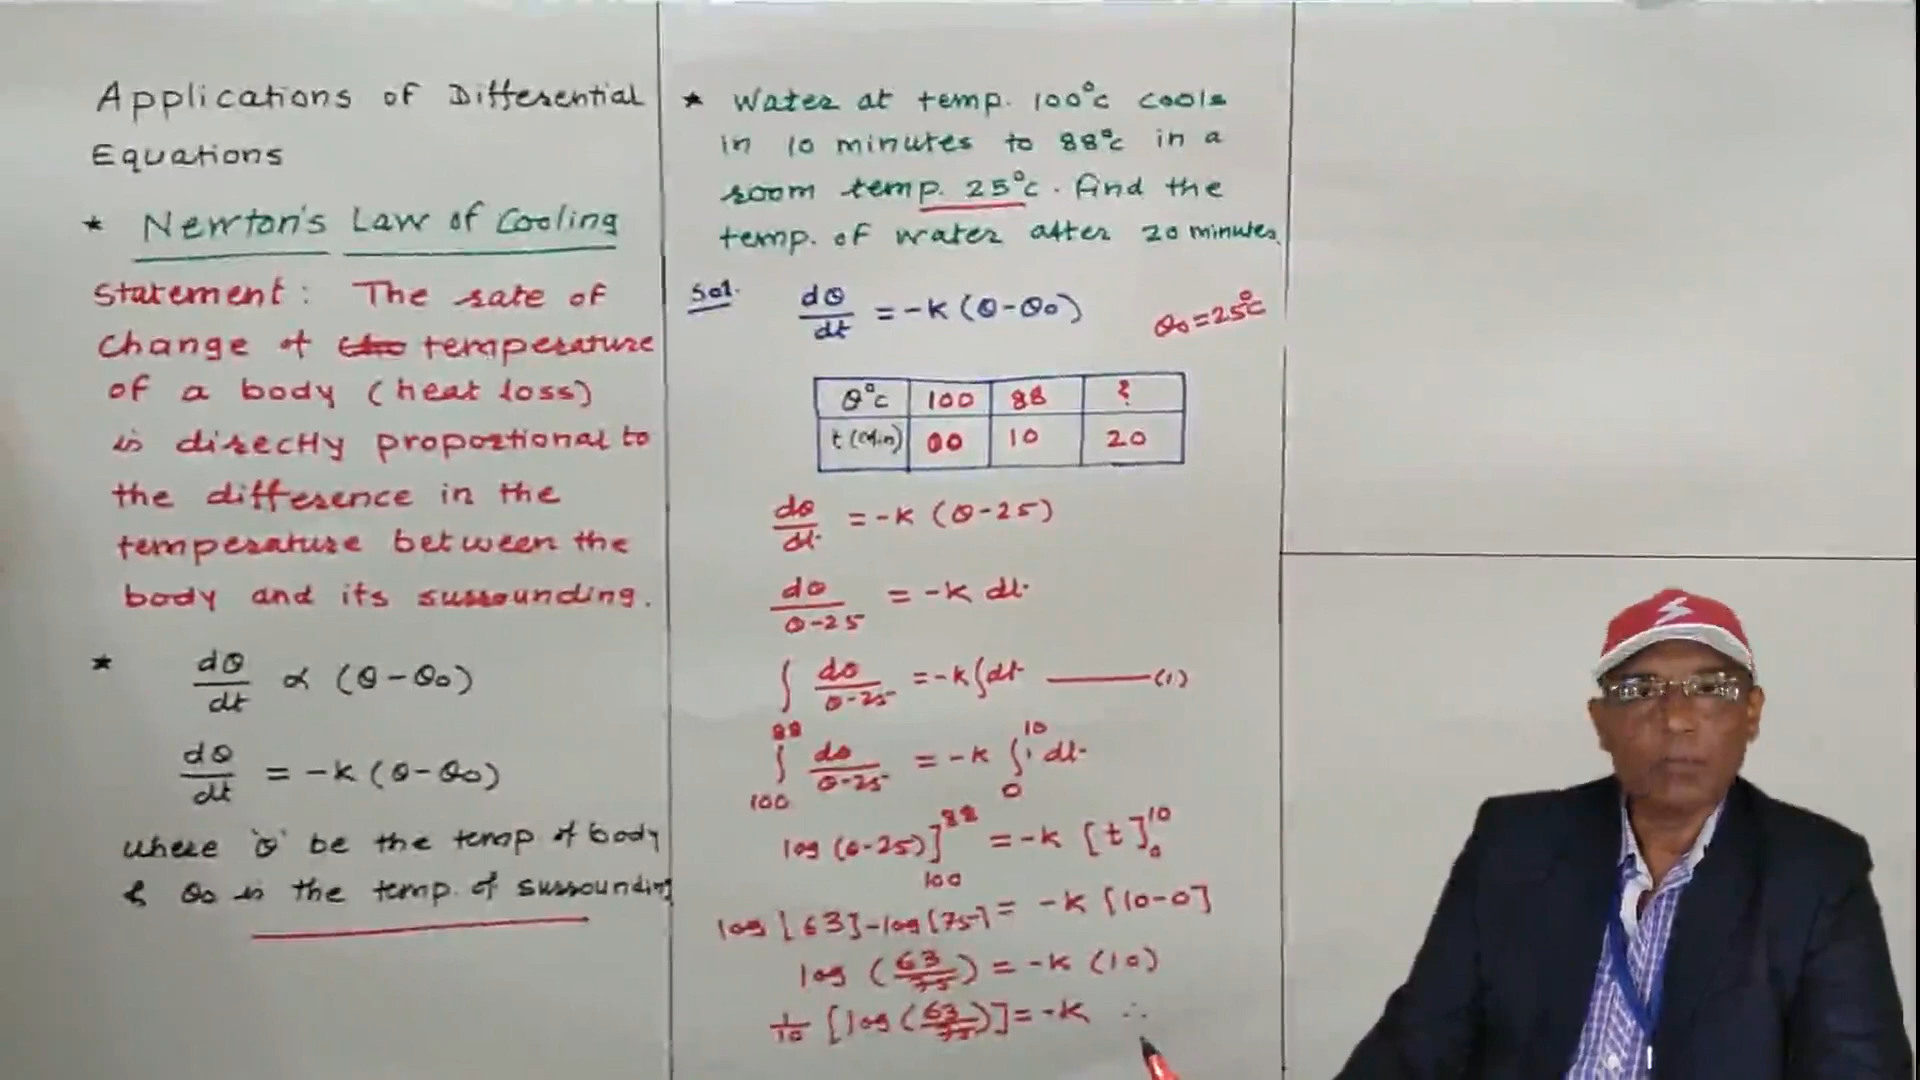 Applications of Differential
Equations
* Newton's Law of Cooling
Statement: The rate of
change of temperature
of a body (heat loss)
is directly proportional to
the difference in the
temperature between the
body and its surrounding.
* dθ/dt ∝ (θ-θ₀)
dθ/dt = -k (θ-θ₀)
where 'θ' be the temp of body
& θ₀ is the temp. of surrounding
* Water at temp. 100°c cools
in 10 minutes to 88°c in a
room temp. 25°c. Find the
temp. of water after 20 minutes.
Sol. dθ/dt = -k (θ-θ₀) θ₀ = 25°c
θ°c 100 88 ?
t(Min) 00 10 20
dθ/dt = -k (θ-25)
dθ/θ-25 = -k dt
∫ dθ/θ-25 = -k∫dt ——— (1)
∫₁₀₀⁸⁸ dθ/θ-25 = -k ∫₀¹⁰ 1 dt
log (θ-25)]₁₀₀⁸⁸ = -k [t]₀¹⁰
log [63] - log [75] = -k [10-0]
log (63/75) = -k (10)
1/10 [log (63/75)] = -k ∴